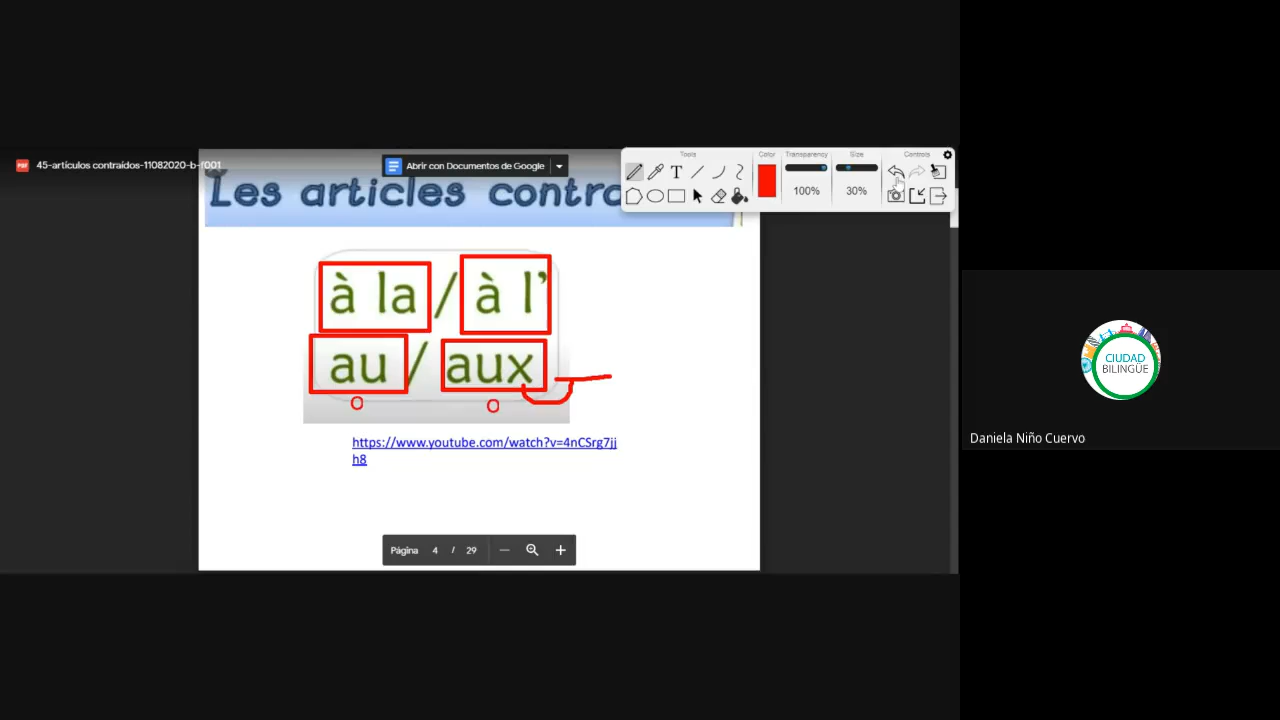 45-artículos contraídos-11082020-b-f001
Abrir con Documentos de Google
Tools
Color
Transparency
Size
Controls
100%
30%
Les articles contra
à la / à l'
au / aux
o o
https://www.youtube.com/watch?v=4nCSrg7jj
h8
Página 4 / 29
CIUDAD
BILINGÜE
Daniela Niño Cuervo